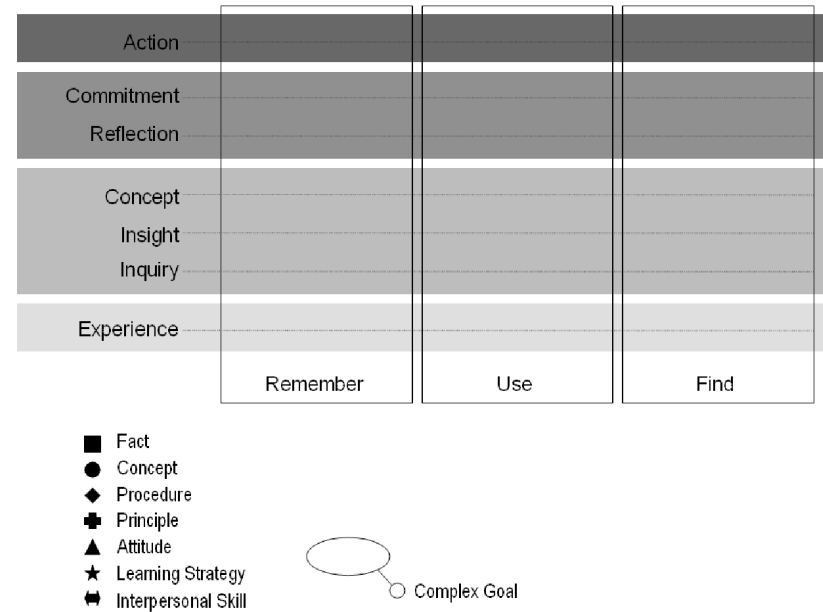 Action
Commitment
Reflection
Concept
Insight
Inquiry
Experience
Remember Use Find
Fact
Concept
Procedure
Principle
Attitude
Learning Strategy
Interpersonal Skill
Complex Goal